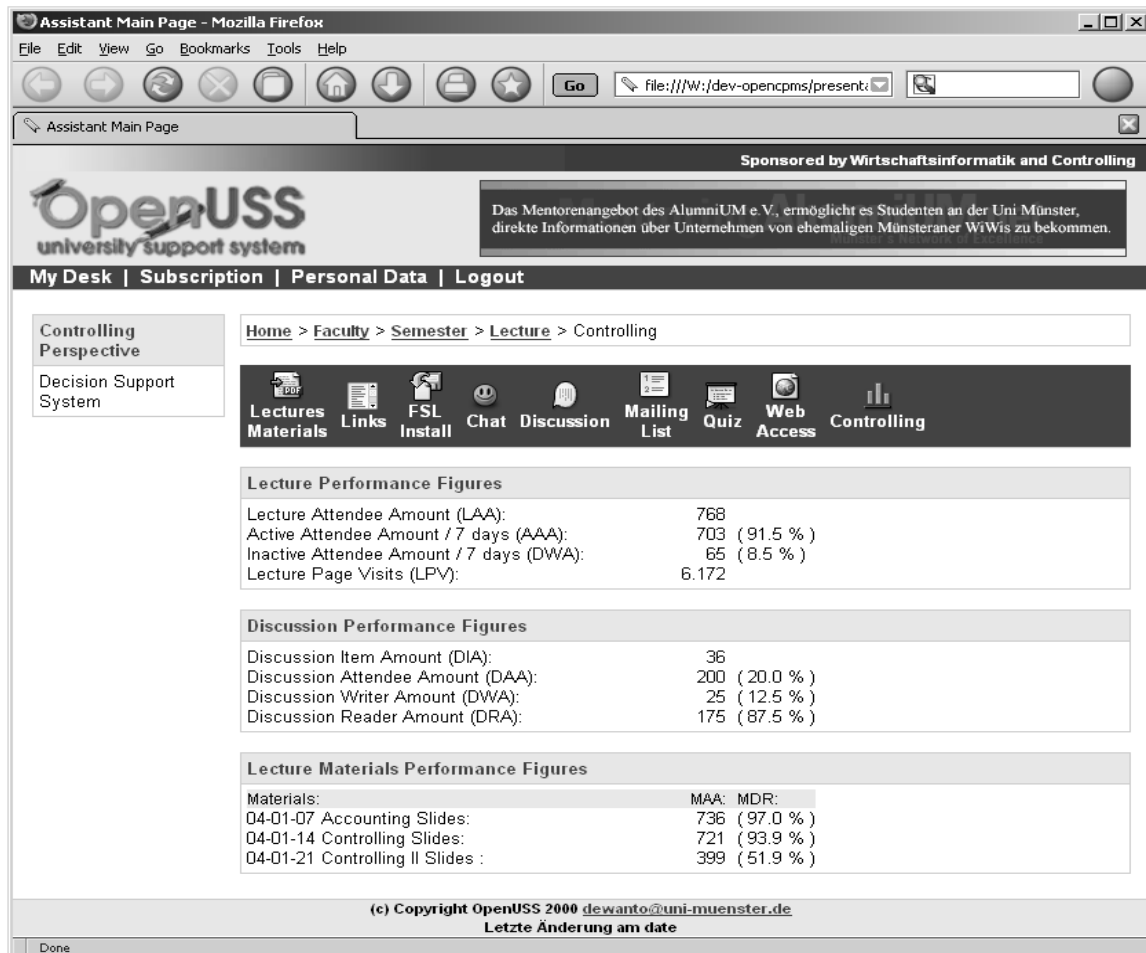 Assistant Main Page - Mozilla Firefox
File Edit View Go Bookmarks Tools Help
Go file:///W:/dev-opencpms/present
Assistant Main Page
Sponsored by Wirtschaftsinformatik and Controlling
OpenUSS
university support system
Das Mentorenangebot des AlumniUM e.V., ermöglicht es Studenten an der Uni Münster,
direkte Informationen über Unternehmen von ehemaligen Münsteraner WiWis zu bekommen.
My Desk | Subscription | Personal Data | Logout
Controlling
Perspective
Decision Support
System
Home > Faculty > Semester > Lecture > Controlling
Lectures
Materials
Links
FSL
Install
Chat
Discussion
Mailing
List
Quiz
Web
Access
Controlling
Lecture Performance Figures
Lecture Attendee Amount (LAA): 768
Active Attendee Amount / 7 days (AAA): 703 ( 91.5 % )
Inactive Attendee Amount / 7 days (DWA): 65 ( 8.5 % )
Lecture Page Visits (LPV): 6.172
Discussion Performance Figures
Discussion Item Amount (DIA): 36
Discussion Attendee Amount (DAA): 200 ( 20.0 % )
Discussion Writer Amount (DWA): 25 ( 12.5 % )
Discussion Reader Amount (DRA): 175 ( 87.5 % )
Lecture Materials Performance Figures
Materials: MAA: MDR:
04-01-07 Accounting Slides: 736 ( 97.0 % )
04-01-14 Controlling Slides: 721 ( 93.9 % )
04-01-21 Controlling II Slides : 399 ( 51.9 % )
(c) Copyright OpenUSS 2000 dewanto@uni-muenster.de
Letzte Änderung am date
Done